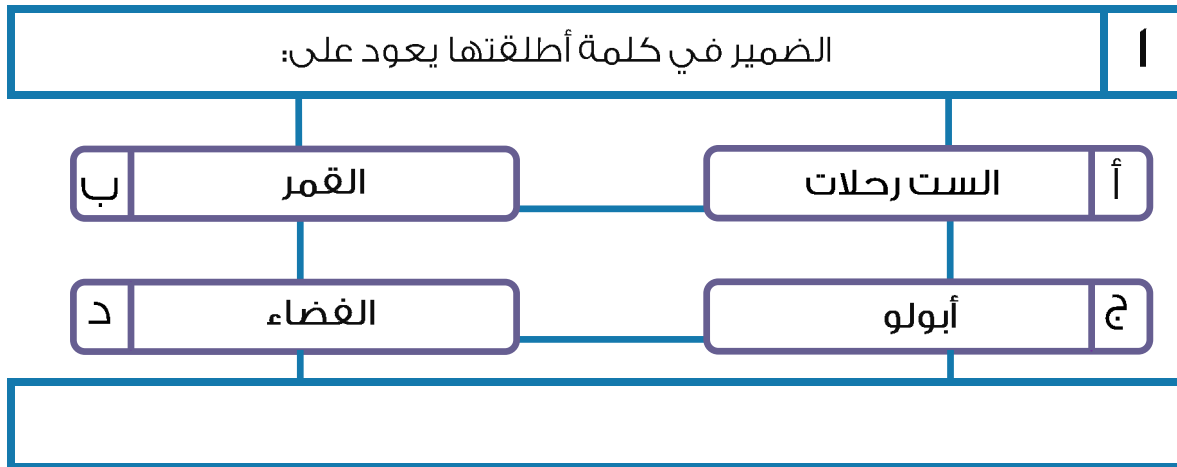 ١ الضمير في كلمة أطلقتها يعود على:
أ الست رحلات
ب القمر
ج أبولو
د الفضاء